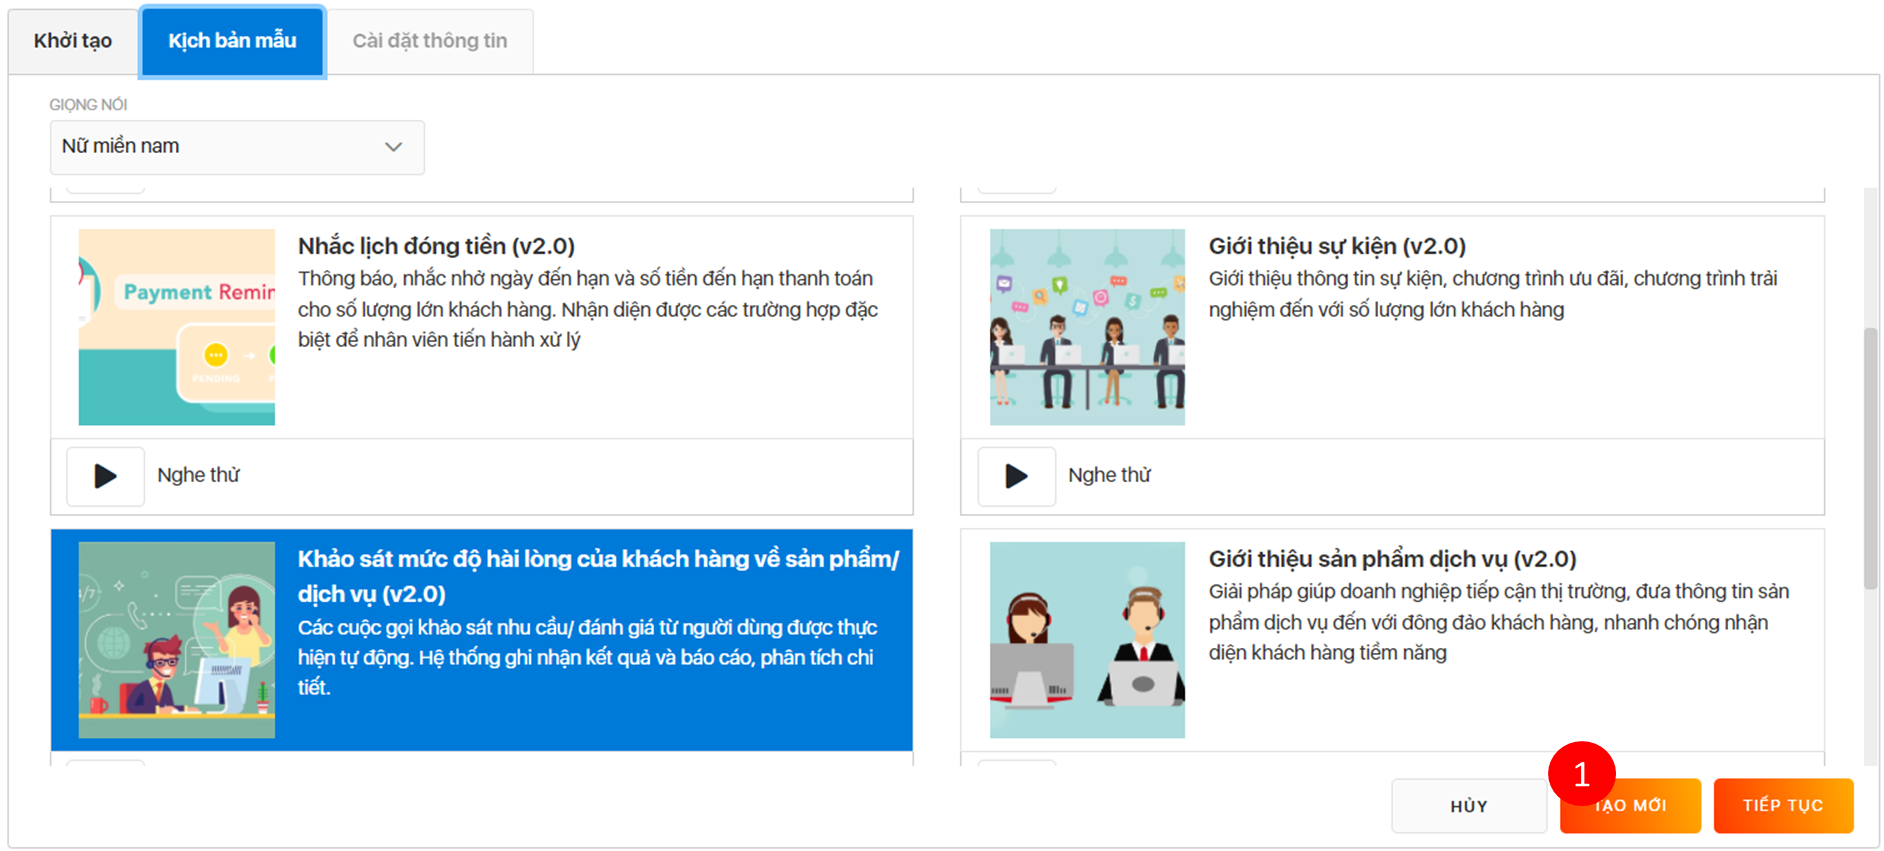 Khởi tạo
Kịch bản mẫu
Cài đặt thông tin
GIỌNG NÓI
Nữ miền nam
Payment Remin
PENDING
Nhắc lịch đóng tiền (v2.0)
Thông báo, nhắc nhở ngày đến hạn và số tiền đến hạn thanh toán
cho số lượng lớn khách hàng. Nhận diện được các trường hợp đặc
biệt để nhân viên tiến hành xử lý
Nghe thử
Giới thiệu sự kiện (v2.0)
Giới thiệu thông tin sự kiện, chương trình ưu đãi, chương trình trải
nghiệm đến với số lượng lớn khách hàng
Nghe thử
Khảo sát mức độ hài lòng của khách hàng về sản phẩm/
dịch vụ (v2.0)
Các cuộc gọi khảo sát nhu cầu/ đánh giá từ người dùng được thực
hiện tự động. Hệ thống ghi nhận kết quả và báo cáo, phân tích chi
tiết.
Giới thiệu sản phẩm dịch vụ (v2.0)
Giải pháp giúp doanh nghiệp tiếp cận thị trường, đưa thông tin sản
phẩm dịch vụ đến với đông đảo khách hàng, nhanh chóng nhận
diện khách hàng tiềm năng
HỦY
1
TẠO MỚI
TIẾP TỤC